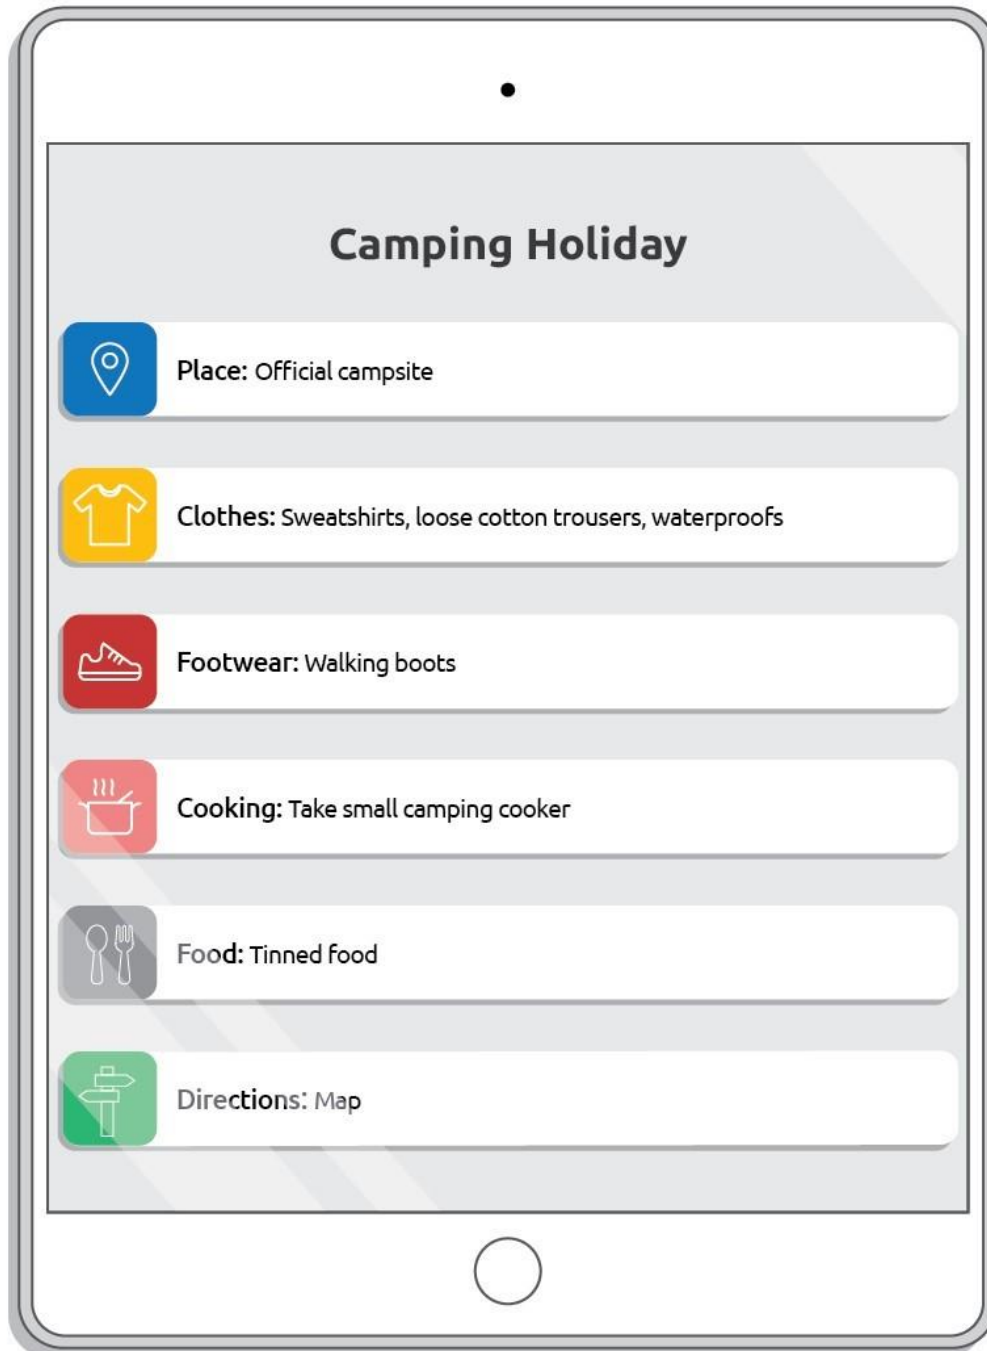 Camping Holiday
Place: Official campsite
Clothes: Sweatshirts, loose cotton trousers, waterproofs
Footwear: Walking boots
Cooking: Take small camping cooker
Food: Tinned food
Directions: Map